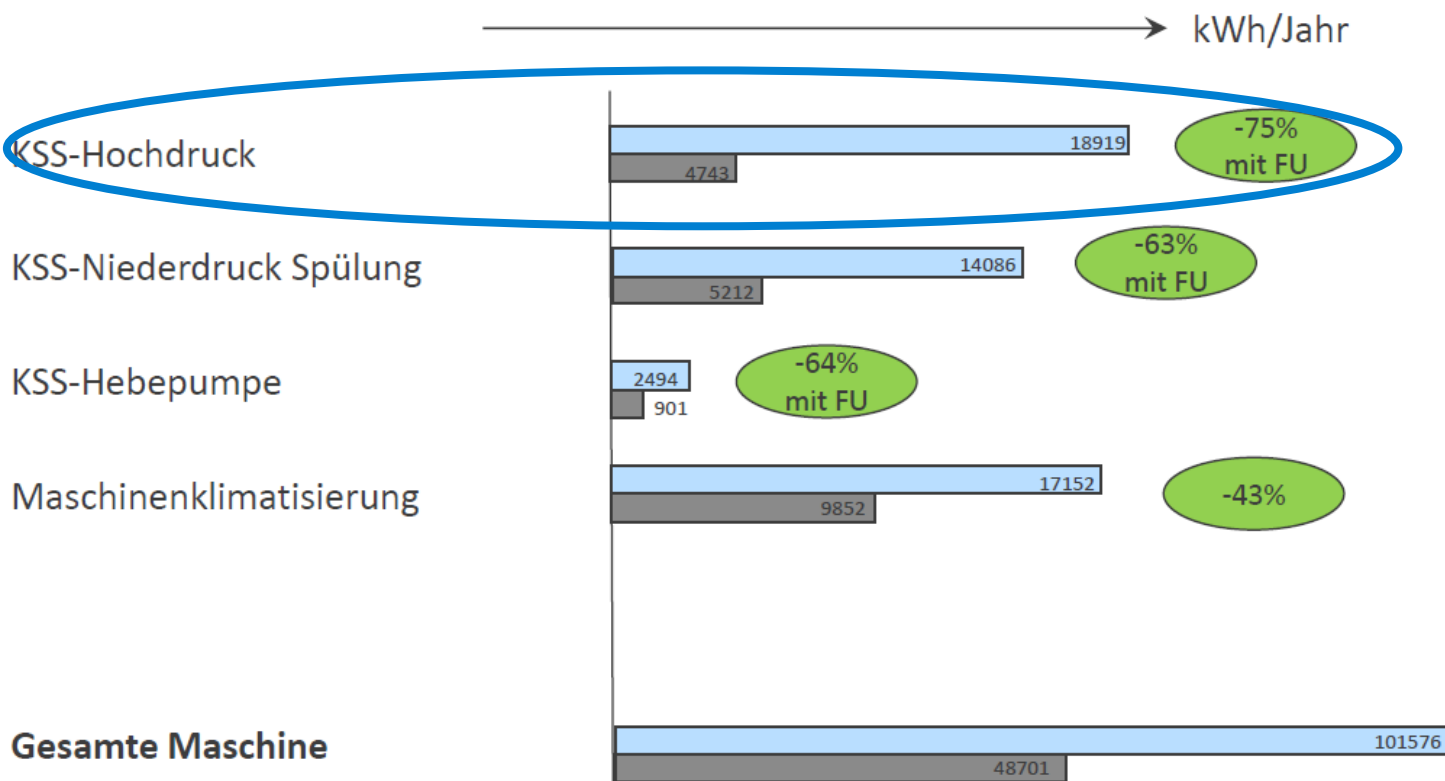 kWh/Jahr
KSS-Hochdruck
18919
4743
-75%
mit FU
KSS-Niederdruck Spülung
14086
5212
-63%
mit FU
KSS-Hebepumpe
2494
901
-64%
mit FU
Maschinenklimatisierung
17152
9852
-43%
Gesamte Maschine
101576
48701